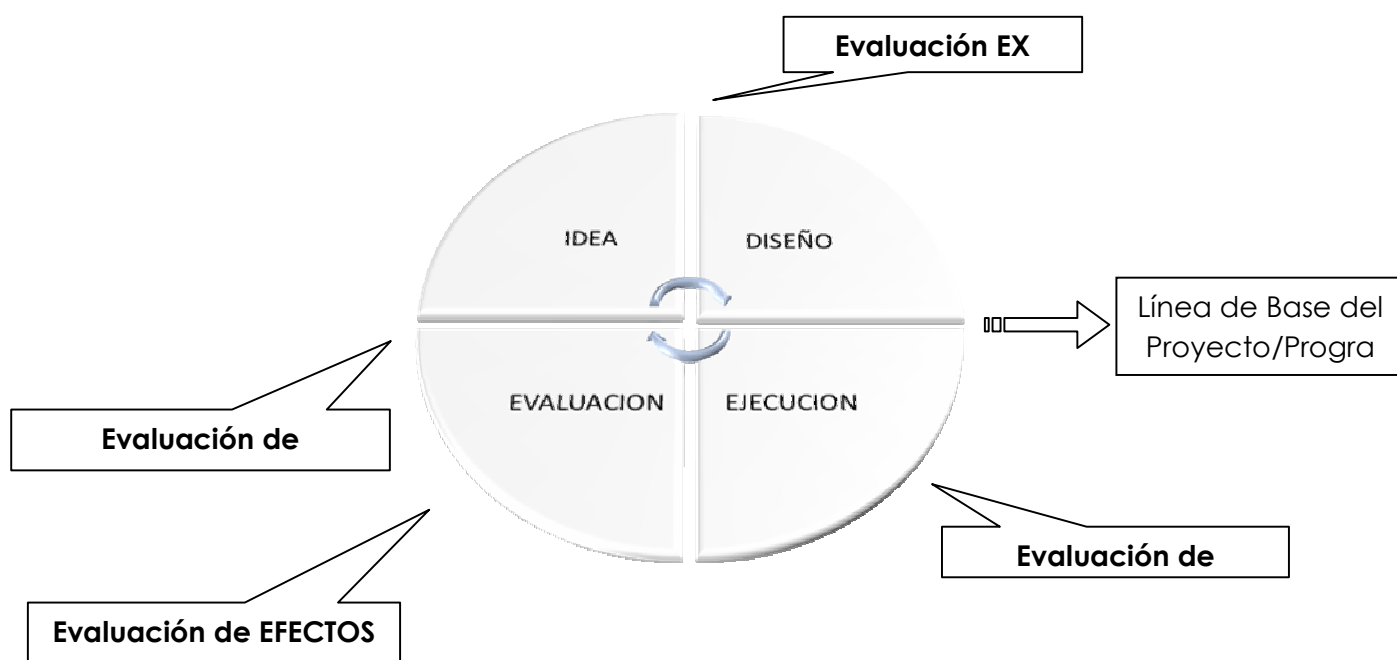 Evaluación EX
IDEA
DISEÑO
Línea de Base del
Proyecto/Progra
EVALUACION
EJECUCION
Evaluación de
Evaluación de
Evaluación de EFECTOS